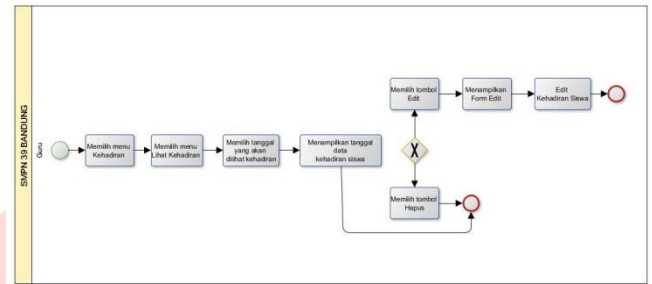 SMPN 39 BANDUNG
Guru
Memilih menu
Kehadiran
Memilih menu
Lihat Kehadiran
Memilih tanggal
yang akan
dilihat kehadiran
Menampilkan tanggal
data
kehadiran siswa
Memilih tombol
Edit
Menampilkan
Form Edit
Edit
Kehadiran Siswa
X
Memilih tombol
Hapus